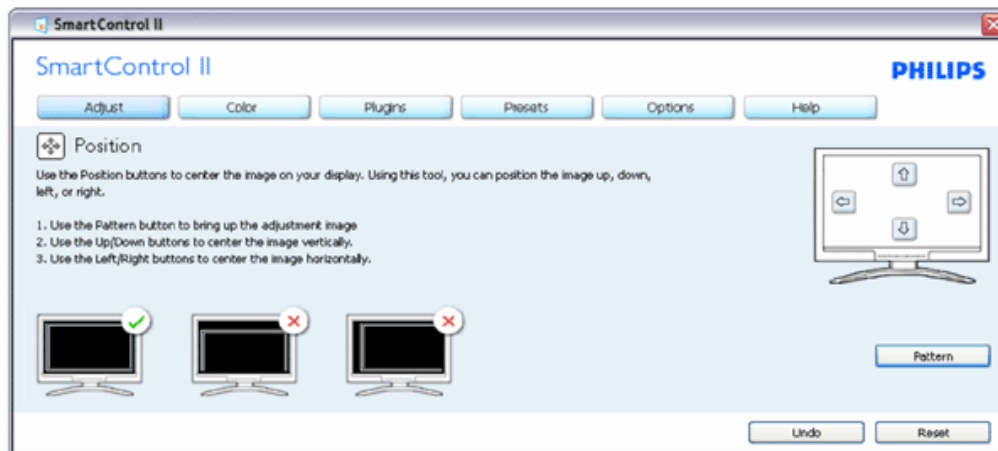 SmartControl II
SmartControl II
PHILIPS
Adjust Color Plugins Presets Options Help
Position
Use the Position buttons to center the image on your display. Using this tool, you can position the image up, down,
left, or right.
1. Use the Pattern button to bring up the adjustment image
2. Use the Up/Down buttons to center the image vertically.
3. Use the Left/Right buttons to center the image horizontally.
Pattern
Undo Reset